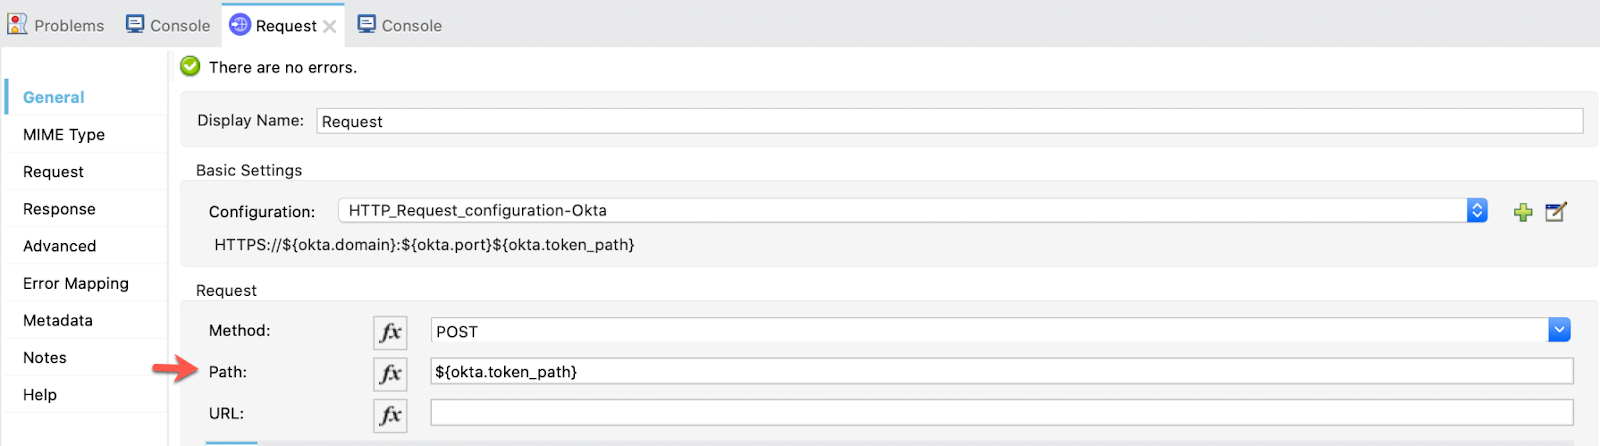 Problems Console Request Console
There are no errors.
General
MIME Type
Request
Response
Advanced
Error Mapping
Metadata
Notes
Help
Display Name: Request
Basic Settings
Configuration: HTTP_Request_configuration-Okta
HTTPS://${okta.domain}:${okta.port}${okta.token_path}
Request
Method: fx POST
Path: fx ${okta.token_path}
URL: fx